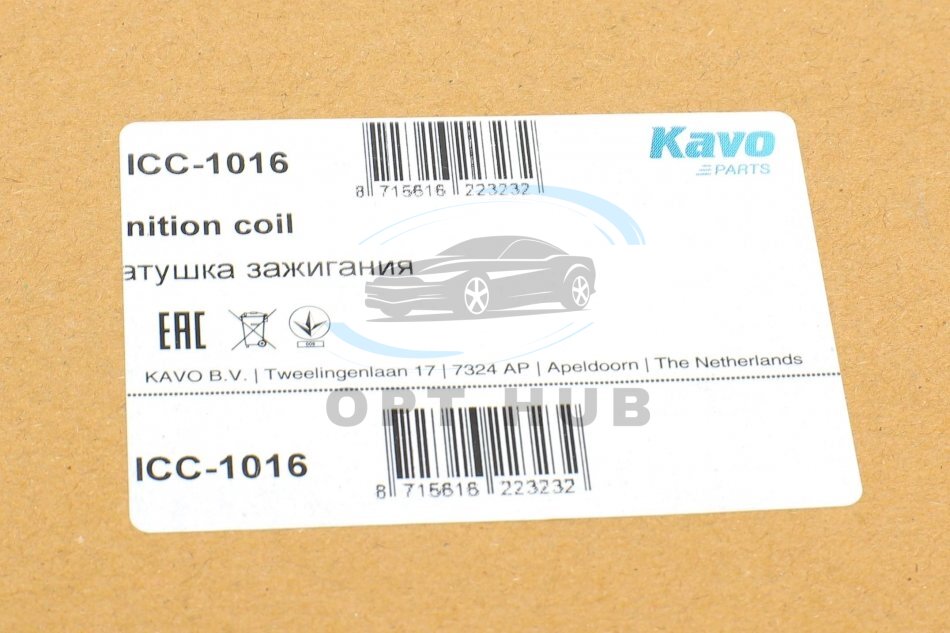 ICC-1016
8 715616 223232
Kavo
PARTS
nition coil
атушка зажигания
EAC
KAVO B.V. | Tweelingenlaan 17 | 7324 AP | Apeldoorn | The Netherlands
OPT HUB
ICC-1016
8 715616 223232